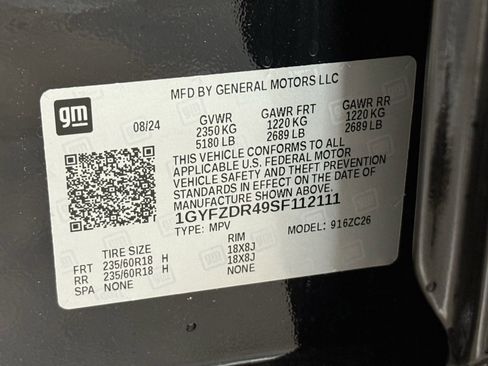 MFD BY GENERAL MOTORS LLC
gm
08/24 GVWR GAWR FRT GAWR RR
2350 KG 1220 KG 1220 KG
5180 LB 2689 LB 2689 LB
THIS VEHICLE CONFORMS TO ALL
APPLICABLE U.S. FEDERAL MOTOR
VEHICLE SAFETY AND THEFT PREVENTION
STANDARDS IN EFFECT ON THE DATE OF
MANUFACTURE SHOWN ABOVE.
1GYFZDR49SF112111
TYPE: MPV MODEL: 916ZC26
TIRE SIZE RIM
FRT 235/60R18 H 18X8J
RR 235/60R18 H 18X8J
SPA NONE NONE